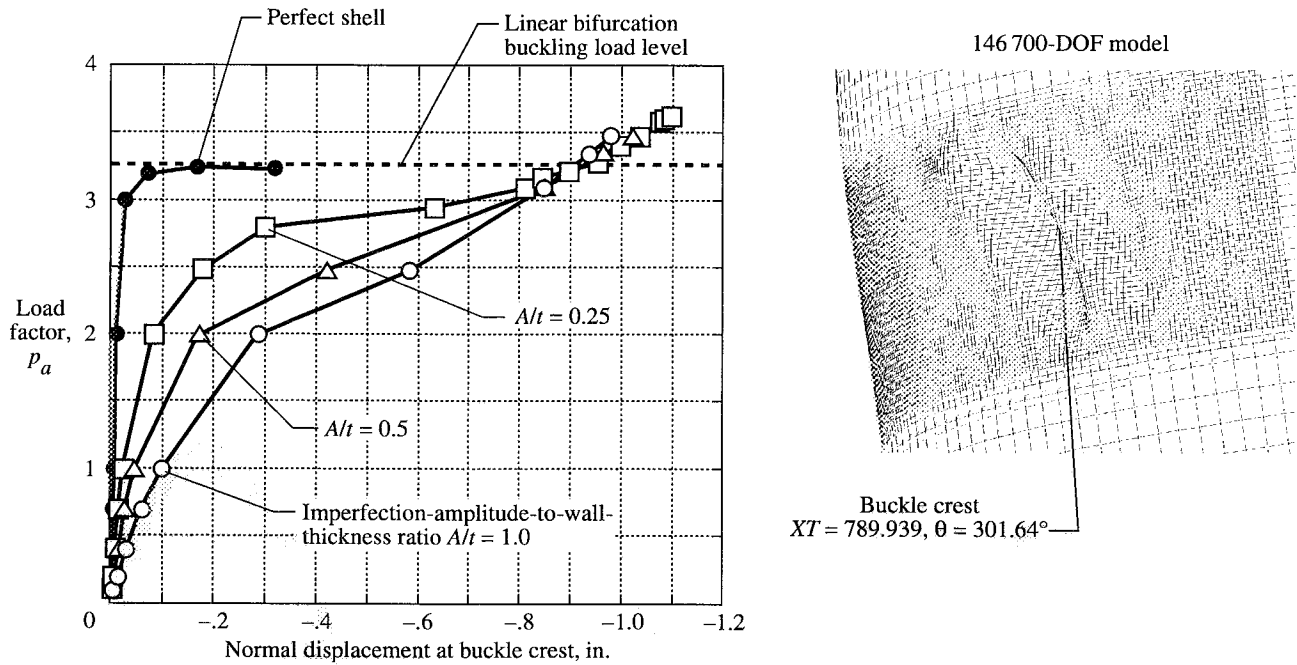 Perfect shell
Linear bifurcation
buckling load level
4
3
2
1
0
Load
factor,
pₐ
A/t = 0.25
A/t = 0.5
Imperfection-amplitude-to-wall-
thickness ratio A/t = 1.0
–.2
–.4
–.6
–.8
–1.0
–1.2
Normal displacement at buckle crest, in.
146 700-DOF model
Buckle crest
XT = 789.939, θ = 301.64°